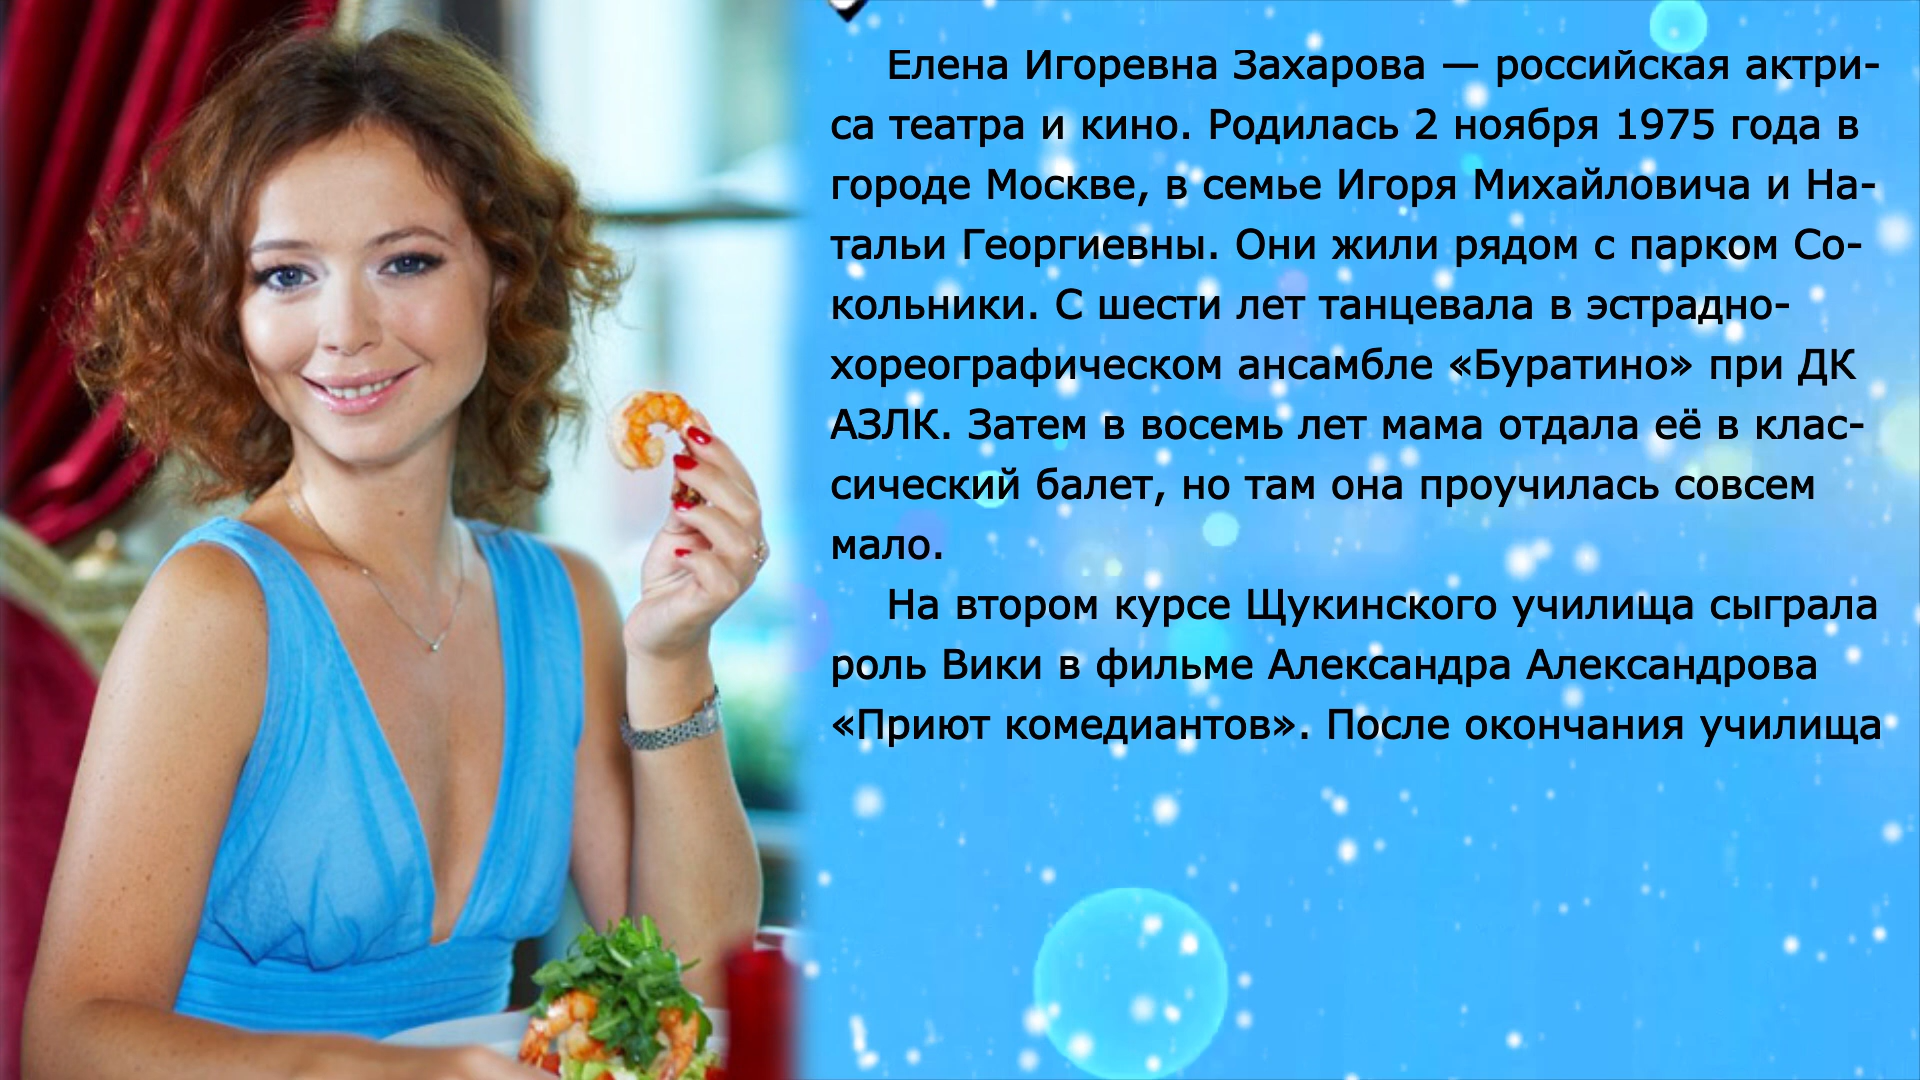 Елена Игоревна Захарова — российская актри-
са театра и кино. Родилась 2 ноября 1975 года в
городе Москве, в семье Игоря Михайловича и На-
тальи Георгиевны. Они жили рядом с парком Со-
кольники. С шести лет танцевала в эстрадно-
хореографическом ансамбле «Буратино» при ДК
АЗЛК. Затем в восемь лет мама отдала её в клас-
сический балет, но там она проучилась совсем
мало.
На втором курсе Щукинского училища сыграла
роль Вики в фильме Александра Александрова
«Приют комедиантов». После окончания училища